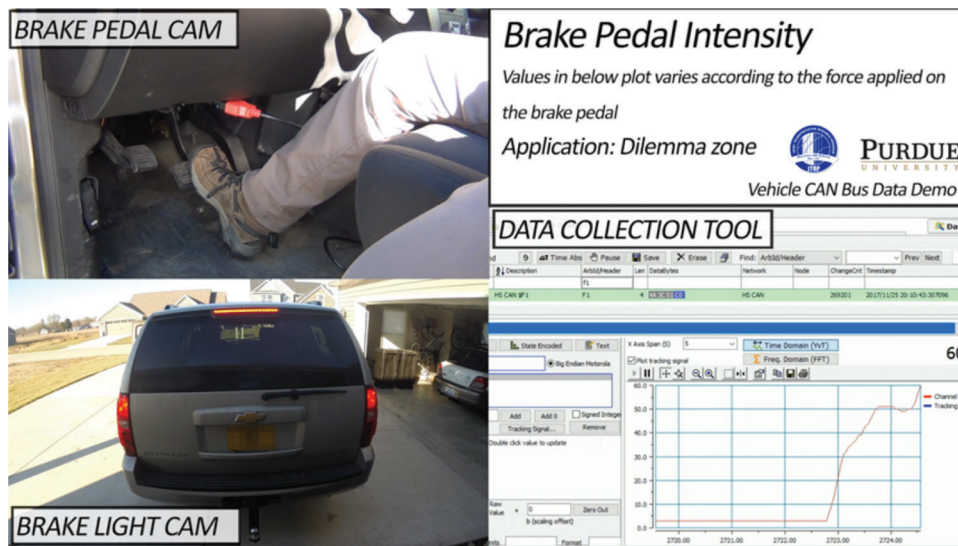 BRAKE PEDAL CAM
Brake Pedal Intensity
Values in below plot varies according to the force applied on
the brake pedal
Application: Dilemma zone
JTRP
PURDUE
UNIVERSITY
Vehicle CAN Bus Data Demo
DATA COLLECTION TOOL
Da
nd Time Abs Pause Save Erase Find: ArbId/Header Prev Next
Description ArbId/Header Len DataBytes Network Node ChangeCnt Timestamp
f1
HS CAN $F1 F1 4 HS CAN 269201 2017/11/25 20:10:43:307096
State Encoded Text
Big Endian Motorola
Add Add 0 Signed Intege
Tracking Signal... Remove
Double click value to update
Raw
Value + 0 Zero Out
b (scaling offset)
nits Format
X Axis Span (S) 5 Time Domain (YvT)
Plot tracking signal Freq. Domain (FFT)
60
60.0
50.0
40.0
30.0
20.0
10.0
0.0
2720.00 2721.00 2722.00 2723.00 2724.00
Channel
Tracking
BRAKE LIGHT CAM